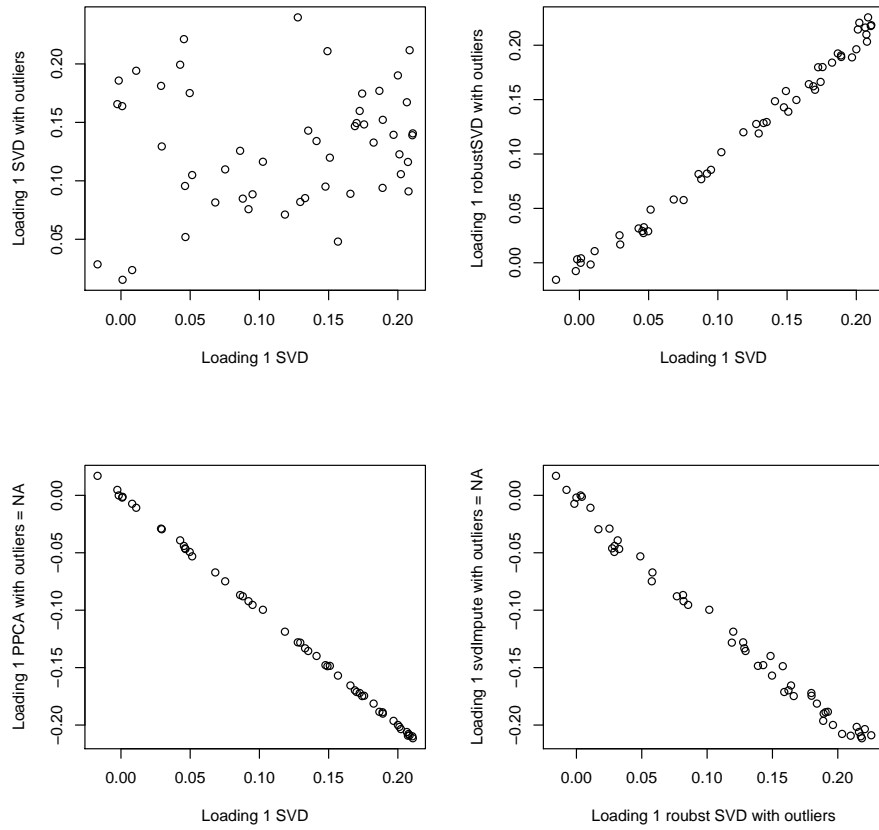 Loading 1 SVD with outliers
0.05 0.10 0.15 0.20
0.00 0.05 0.10 0.15 0.20
Loading 1 SVD
Loading 1 robustSVD with outliers
0.00 0.05 0.10 0.15 0.20
0.00 0.05 0.10 0.15 0.20
Loading 1 SVD
Loading 1 PPCA with outliers = NA
−0.20 −0.15 −0.10 −0.05 0.00
0.00 0.05 0.10 0.15 0.20
Loading 1 SVD
Loading 1 svdImpute with outliers = NA
−0.20 −0.15 −0.10 −0.05 0.00
0.00 0.05 0.10 0.15 0.20
Loading 1 roubst SVD with outliers